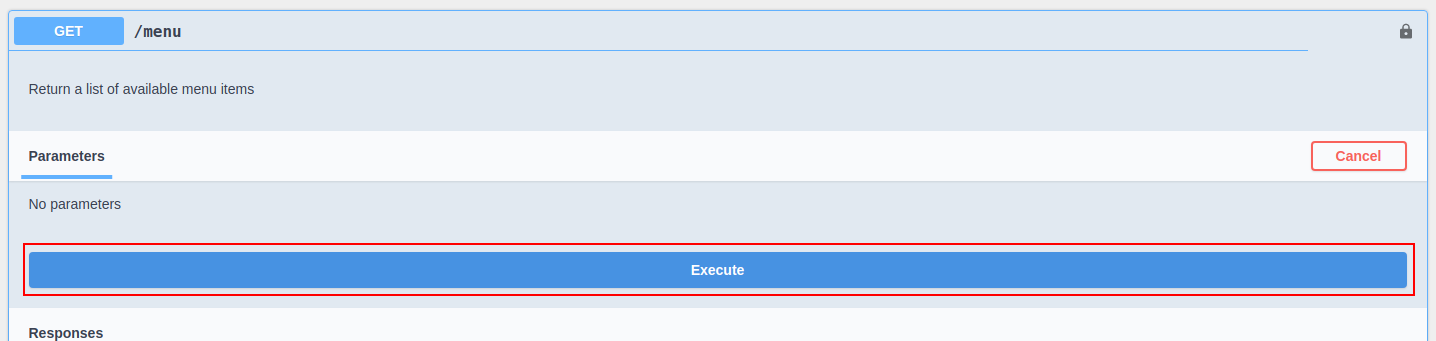 GET /menu
Return a list of available menu items
Parameters Cancel
No parameters
Execute
Responses